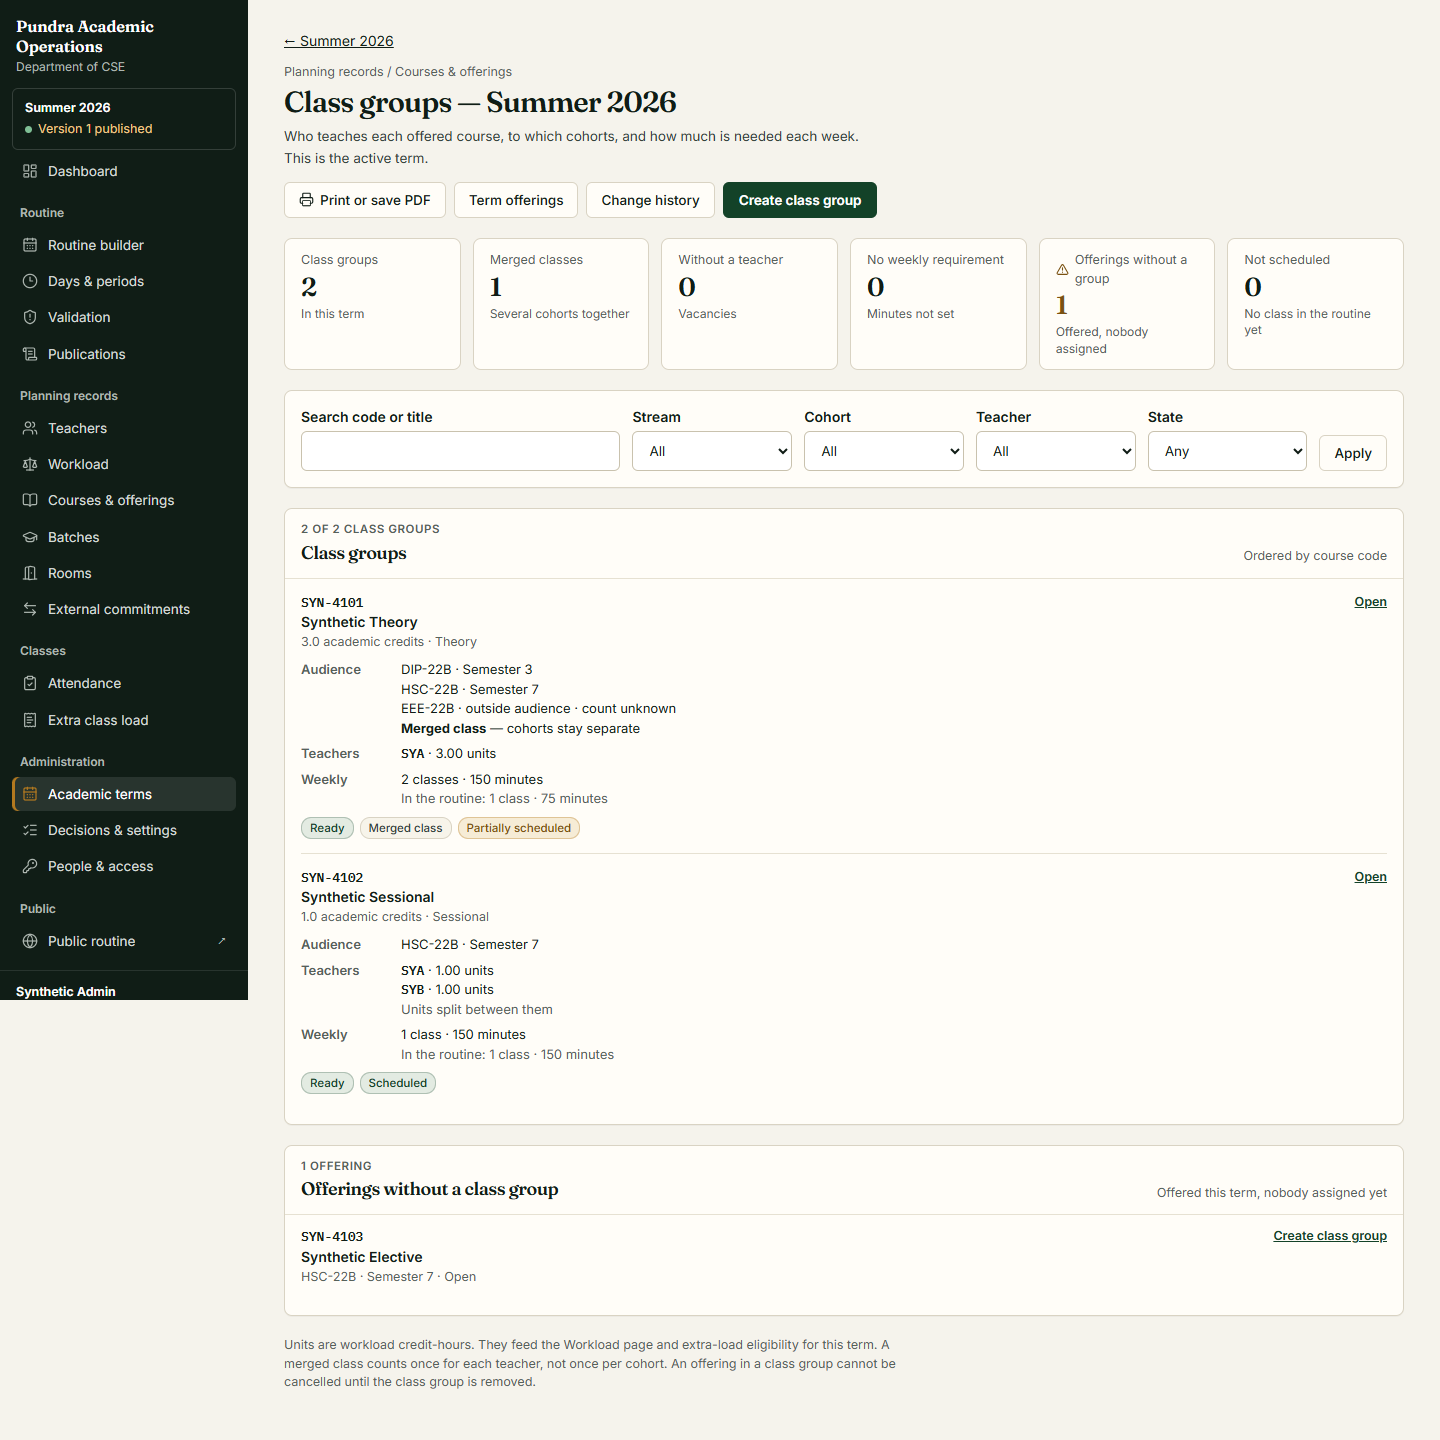 Pundra Academic
Operations
Department of CSE
Summer 2026
Version 1 published
Dashboard
Routine
Routine builder
Days & periods
Validation
Publications
Planning records
Teachers
Workload
Courses & offerings
Batches
Rooms
External commitments
Classes
Attendance
Extra class load
Administration
Academic terms
Decisions & settings
People & access
Public
Public routine ↗
Synthetic Admin
← Summer 2026
Planning records / Courses & offerings
Class groups — Summer 2026
Who teaches each offered course, to which cohorts, and how much is needed each week.
This is the active term.
Print or save PDF
Term offerings
Change history
Create class group
Class groups
2
In this term
Merged classes
1
Several cohorts together
Without a teacher
0
Vacancies
No weekly requirement
0
Minutes not set
Offerings without a
group
1
Offered, nobody
assigned
Not scheduled
0
No class in the routine
yet
Search code or title
Stream
All
Cohort
All
Teacher
All
State
Any
Apply
2 OF 2 CLASS GROUPS
Class groups
Ordered by course code
SYN-4101
Open
Synthetic Theory
3.0 academic credits · Theory
Audience
DIP-22B · Semester 3
HSC-22B · Semester 7
EEE-22B · outside audience · count unknown
Merged class — cohorts stay separate
Teachers
SYA · 3.00 units
Weekly
2 classes · 150 minutes
In the routine: 1 class · 75 minutes
Ready
Merged class
Partially scheduled
SYN-4102
Open
Synthetic Sessional
1.0 academic credits · Sessional
Audience
HSC-22B · Semester 7
Teachers
SYA · 1.00 units
SYB · 1.00 units
Units split between them
Weekly
1 class · 150 minutes
In the routine: 1 class · 150 minutes
Ready
Scheduled
1 OFFERING
Offerings without a class group
Offered this term, nobody assigned yet
SYN-4103
Create class group
Synthetic Elective
HSC-22B · Semester 7 · Open
Units are workload credit-hours. They feed the Workload page and extra-load eligibility for this term. A
merged class counts once for each teacher, not once per cohort. An offering in a class group cannot be
cancelled until the class group is removed.